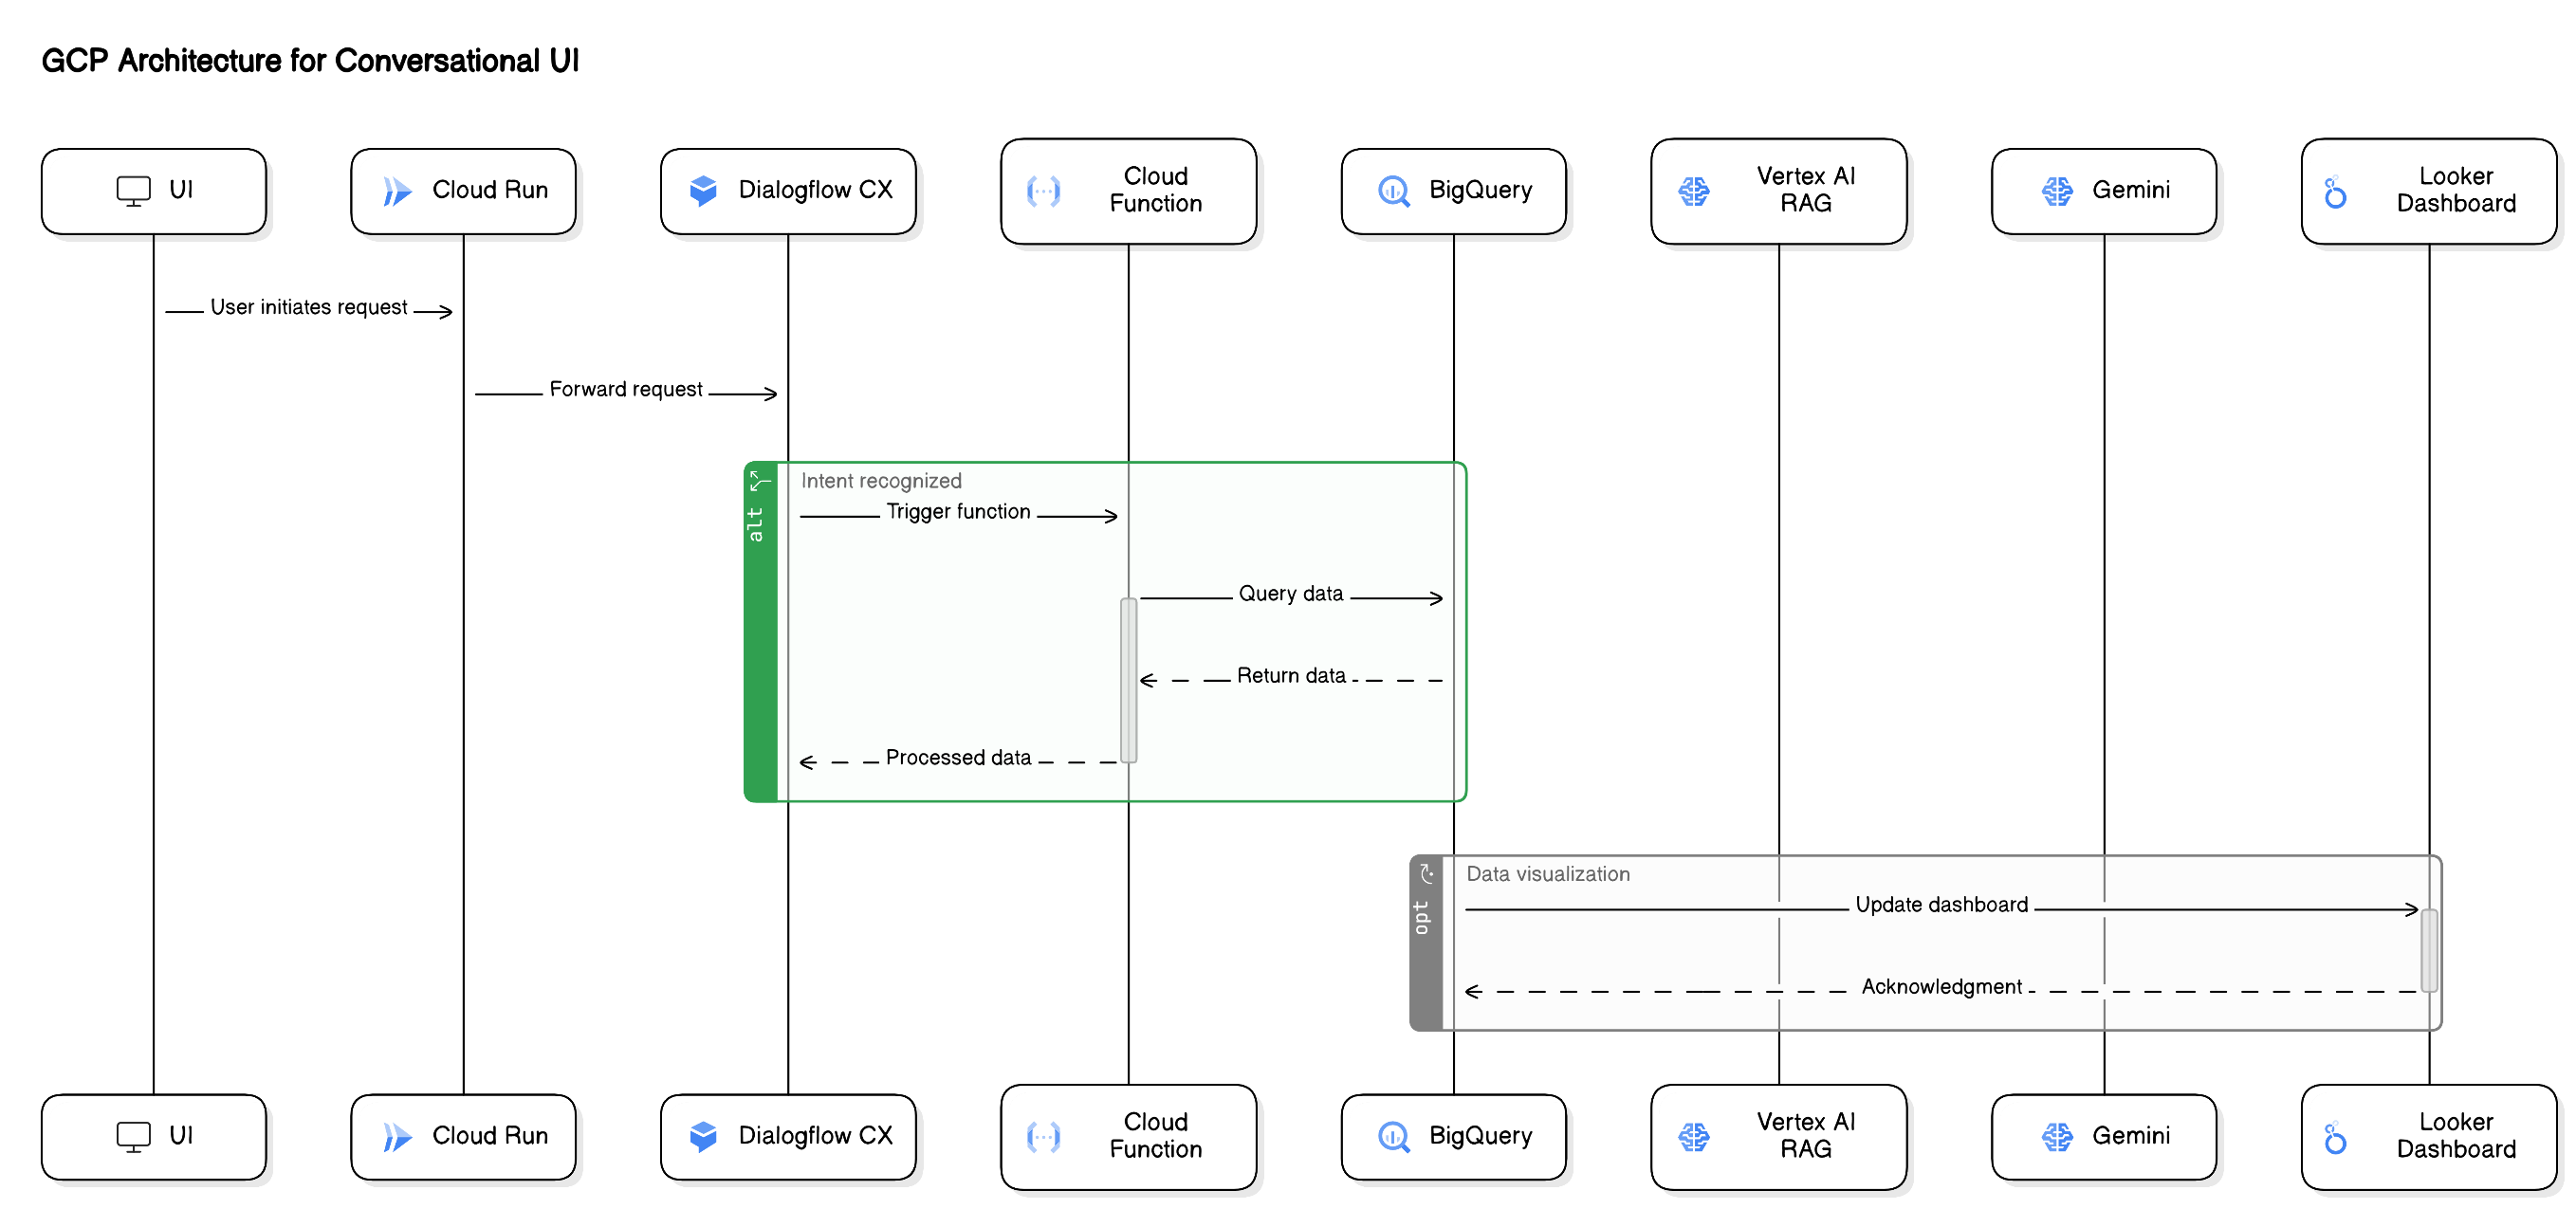 GCP Architecture for Conversational UI
UI
Cloud Run
Dialogflow CX
Cloud
Function
BigQuery
Vertex AI
RAG
Gemini
Looker
Dashboard
User initiates request
Forward request
alt
Intent recognized
Trigger function
Query data
Return data
Processed data
opt
Data visualization
Update dashboard
Acknowledgment
UI
Cloud Run
Dialogflow CX
Cloud
Function
BigQuery
Vertex AI
RAG
Gemini
Looker
Dashboard